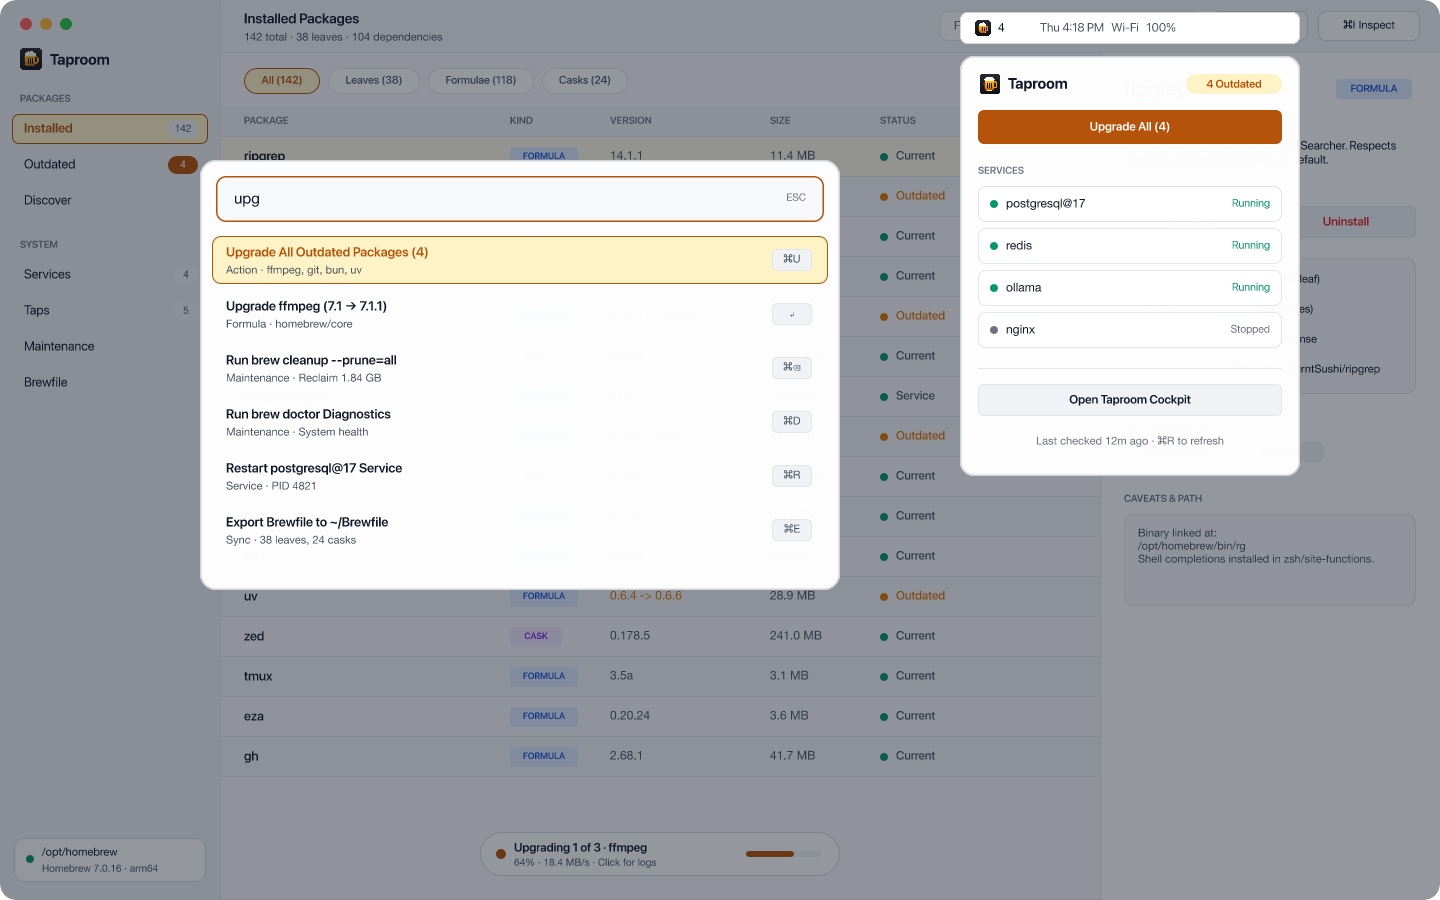 Taproom
PACKAGES
Installed 142
Outdated 4
Discover
SYSTEM
Services 4
Taps 5
Maintenance
Brewfile
/opt/homebrew
Homebrew 7.0.16 · arm64
Installed Packages
142 total · 38 leaves · 104 dependencies
⌘I Inspect
All (142) Leaves (38) Formulae (118) Casks (24)
PACKAGE KIND VERSION SIZE STATUS
ripgrep FORMULA 14.1.1 11.4 MB Current
Outdated
Current
Current
Outdated
Current
Service
Outdated
Current
Current
Current
uv FORMULA 0.6.4 -> 0.6.6 28.9 MB Outdated
zed CASK 0.178.5 241.0 MB Current
tmux FORMULA 3.5a 3.1 MB Current
eza FORMULA 0.20.24 3.6 MB Current
gh FORMULA 2.68.1 41.7 MB Current
Upgrading 1 of 3 · ffmpeg
64% · 18.4 MB/s · Click for logs
upg ESC
Upgrade All Outdated Packages (4) ⌘U
Action · ffmpeg, git, bun, uv
Upgrade ffmpeg (7.1 → 7.1.1)
Formula · homebrew/core
Run brew cleanup --prune=all ⌘⌫
Maintenance · Reclaim 1.84 GB
Run brew doctor Diagnostics ⌘D
Maintenance · System health
Restart postgresql@17 Service ⌘R
Service · PID 4821
Export Brewfile to ~/Brewfile ⌘E
Sync · 38 leaves, 24 casks
4 Thu 4:18 PM Wi-Fi 100%
Taproom 4 Outdated
Upgrade All (4)
SERVICES
postgresql@17 Running
redis Running
ollama Running
nginx Stopped
Open Taproom Cockpit
Last checked 12m ago · ⌘R to refresh
FORMULA
Searcher. Respects
efault.
Uninstall
leaf)
es)
nse
rntSushi/ripgrep
CAVEATS & PATH
Binary linked at:
/opt/homebrew/bin/rg
Shell completions installed in zsh/site-functions.